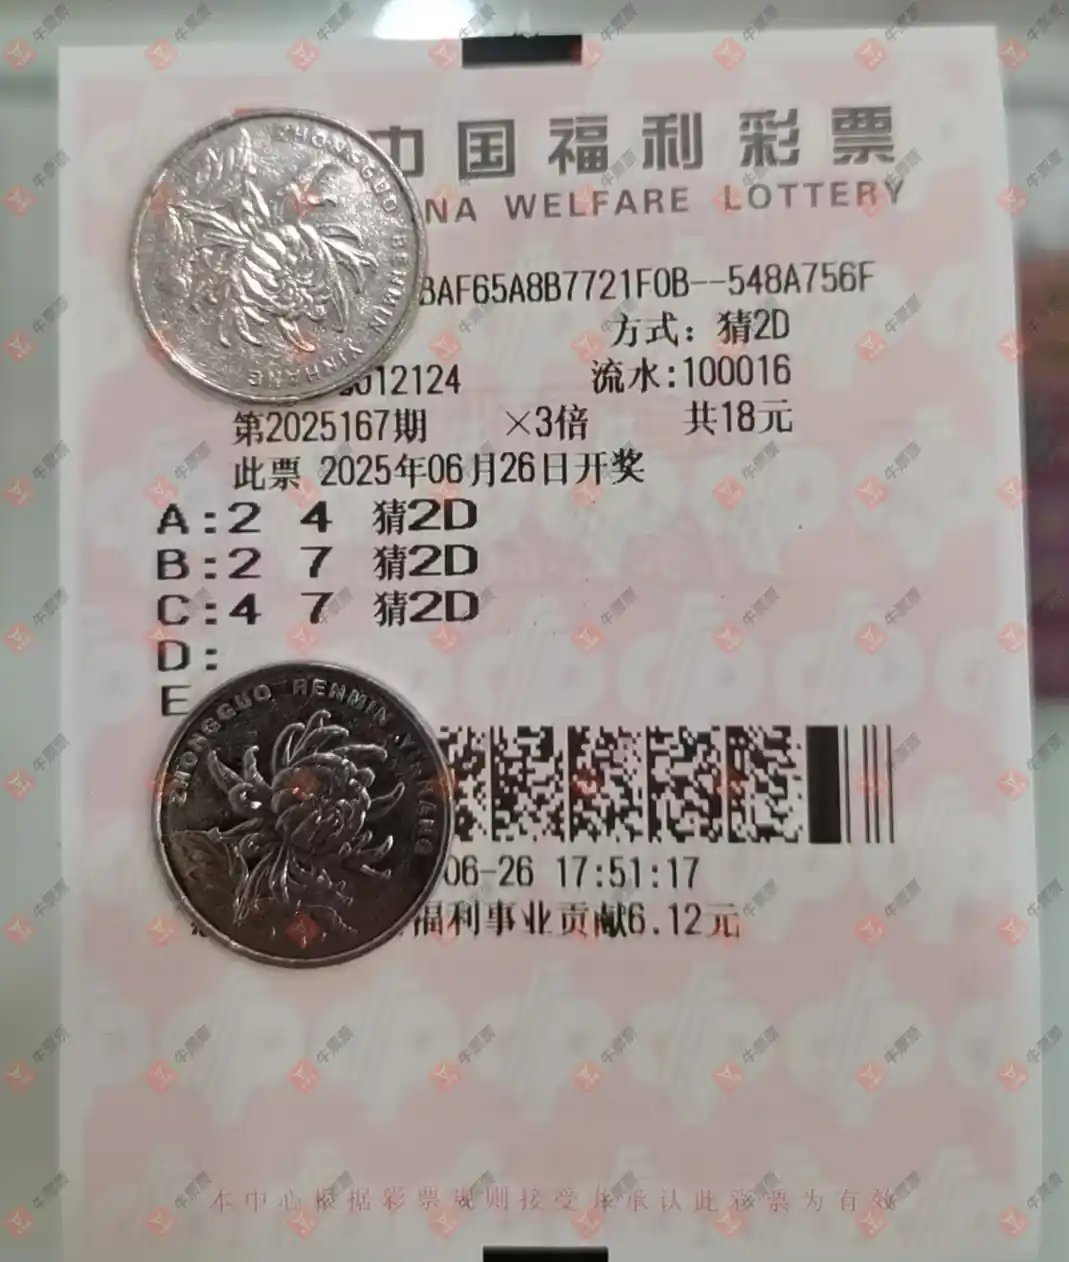 中国福利彩票
NA WELFARE LOTTERY
BAF65A8B7721F0B--548A756F
方式：猜2D
012124 流水:100016
第2025167期 ×3倍 共18元
此票 2025年06月26日开奖
A:2 4 猜2D
B:2 7 猜2D
C:4 7 猜2D
D:
E
06-26 17:51:17
福利事业贡献6.12元
本中心根据彩票规则接受并承认此彩票为有效
ZHONGGUO RENMIN YINHANG
ZHONGGUO RENMIN YINHANG
牛票票